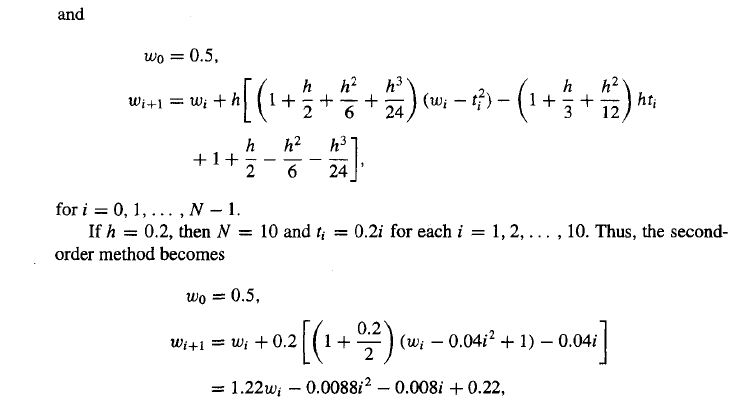 and
w₀ = 0.5,
wᵢ₊₁ = wᵢ + h[(1 + h/2 + h²/6 + h³/24)(wᵢ − tᵢ²) − (1 + h/3 + h²/12)htᵢ
+ 1 + h/2 − h²/6 − h³/24],
for i = 0, 1, ... , N − 1.
If h = 0.2, then N = 10 and tᵢ = 0.2i for each i = 1, 2, ... , 10. Thus, the second-
order method becomes
w₀ = 0.5,
wᵢ₊₁ = wᵢ + 0.2[(1 + 0.2/2)(wᵢ − 0.04i² + 1) − 0.04i]
= 1.22wᵢ − 0.0088i² − 0.008i + 0.22,